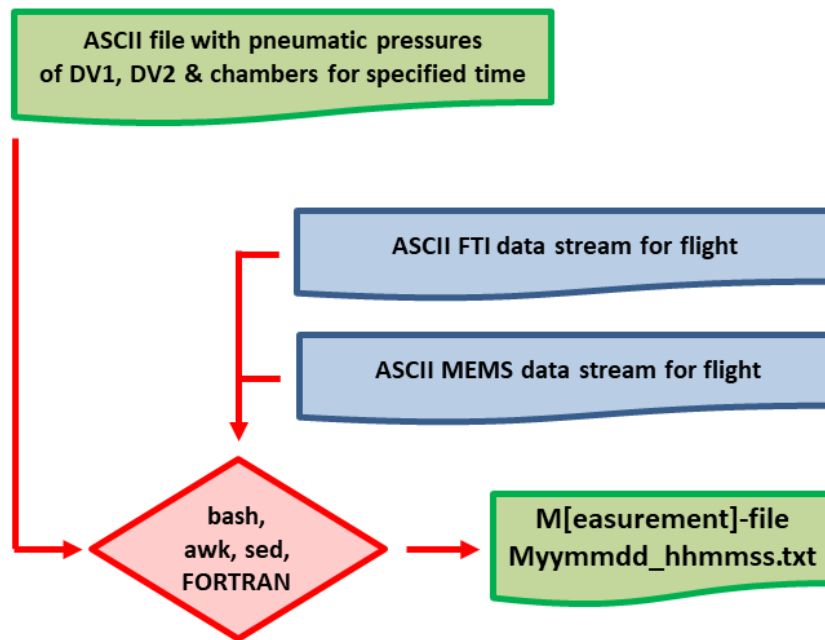 ASCII file with pneumatic pressures
of DV1, DV2 & chambers for specified time
ASCII FTI data stream for flight
ASCII MEMS data stream for flight
bash,
awk, sed,
FORTRAN
M[easurement]-file
Myymmdd_hhmmss.txt